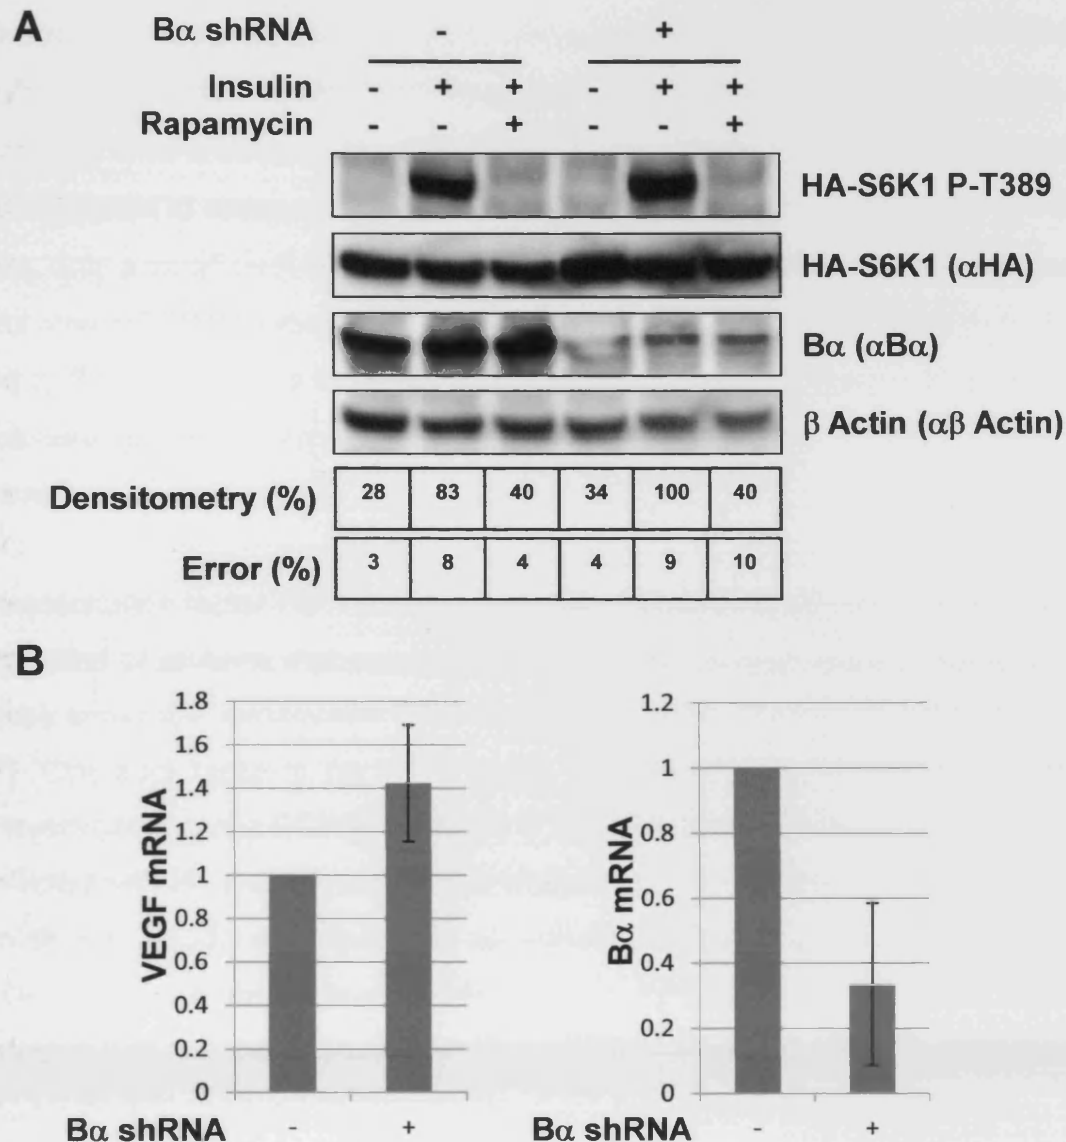 A
Bα shRNA - +
Insulin - + + - + +
Rapamycin - - + - - +
HA-S6K1 P-T389
HA-S6K1 (αHA)
Bα (αBα)
β Actin (αβ Actin)
Densitometry (%) 28 83 40 34 100 40
Error (%) 3 8 4 4 9 10
B
VEGF mRNA
1.8
1.6
1.4
1.2
1
0.8
0.6
0.4
0.2
0
Bα shRNA - +
Bα mRNA
1.2
1
0.8
0.6
0.4
0.2
0
Bα shRNA - +